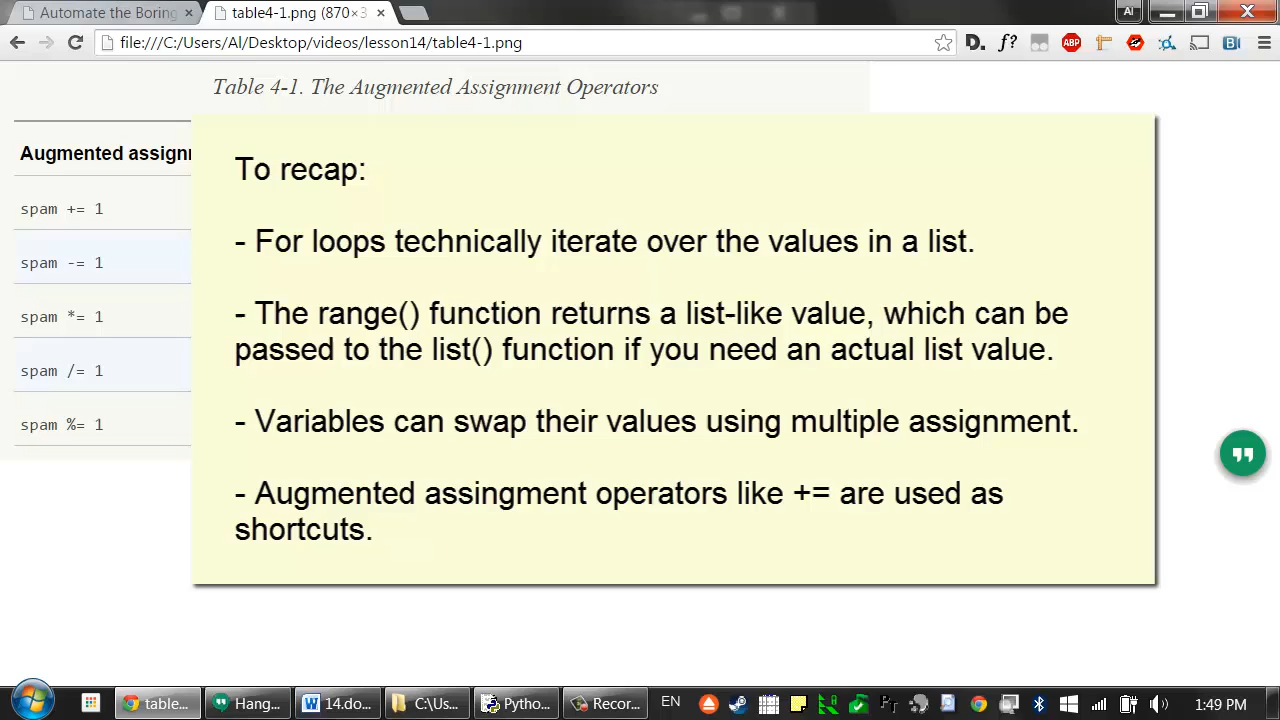 Automate the Boring
table4-1.png (870×3
Al
file:///C:/Users/Al/Desktop/videos/lesson14/table4-1.png
D.
f?
ABP
Table 4-1. The Augmented Assignment Operators
Augmented assignn
spam += 1
spam -= 1
spam *= 1
spam /= 1
spam %= 1
To recap:
- For loops technically iterate over the values in a list.
- The range() function returns a list-like value, which can be
passed to the list() function if you need an actual list value.
- Variables can swap their values using multiple assignment.
- Augmented assingment operators like += are used as
shortcuts.
table...
Hang...
14.do...
C:\Us...
Pytho...
Recor...
EN
1:49 PM